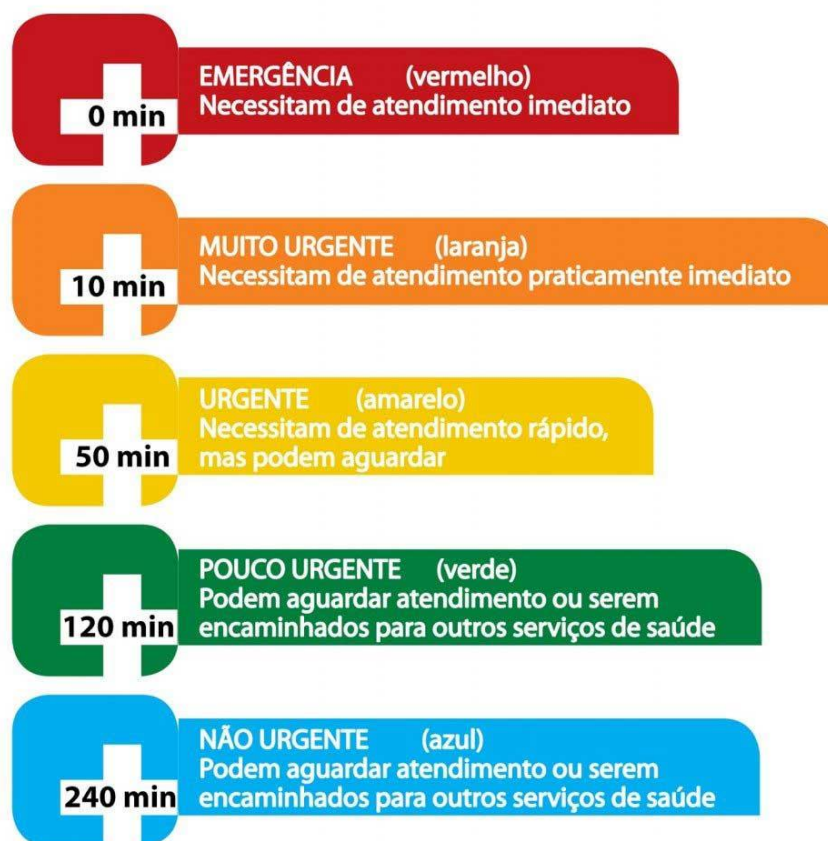 EMERGÊNCIA (vermelho)
0 min Necessitam de atendimento imediato
MUITO URGENTE (laranja)
10 min Necessitam de atendimento praticamente imediato
URGENTE (amarelo)
Necessitam de atendimento rápido,
50 min mas podem aguardar
POUCO URGENTE (verde)
Podem aguardar atendimento ou serem
120 min encaminhados para outros serviços de saúde
NÃO URGENTE (azul)
Podem aguardar atendimento ou serem
240 min encaminhados para outros serviços de saúde